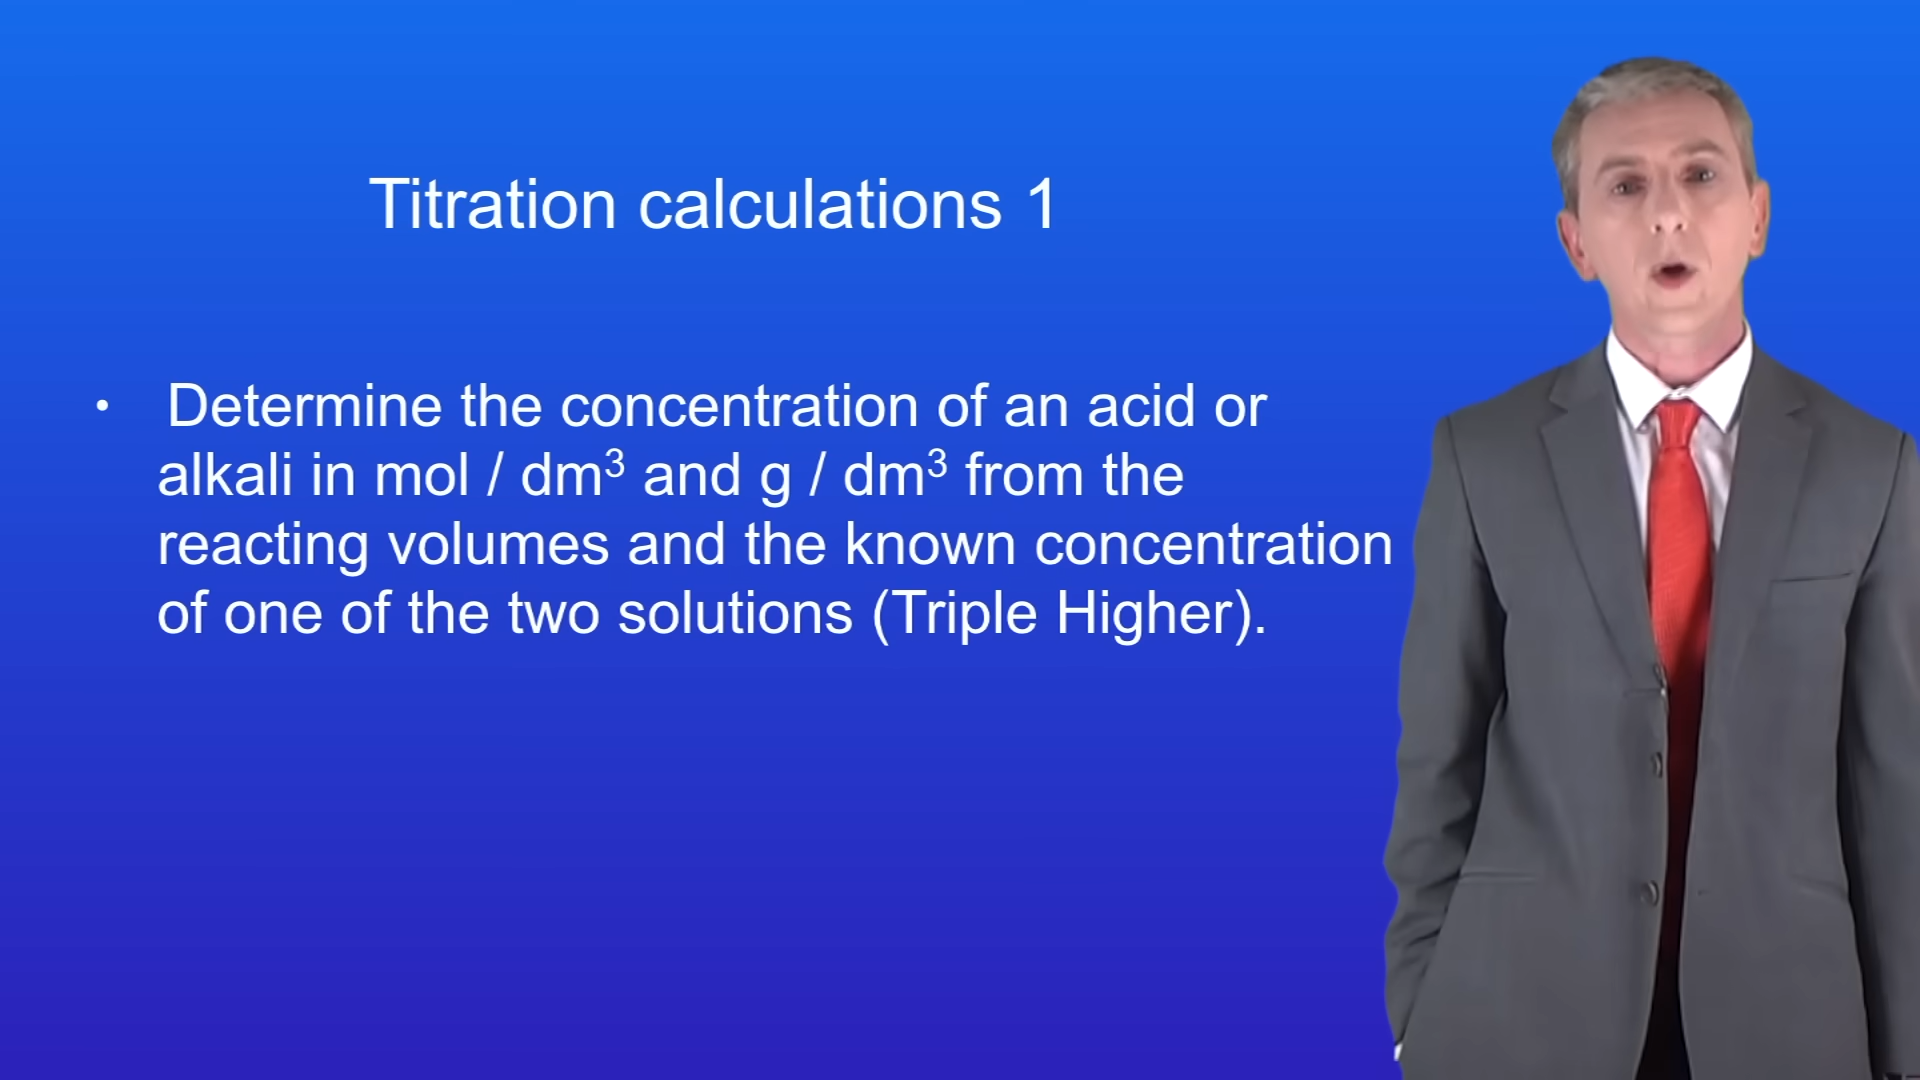 Titration calculations 1
• Determine the concentration of an acid or
alkali in mol / dm³ and g / dm³ from the
reacting volumes and the known concentration
of one of the two solutions (Triple Higher).